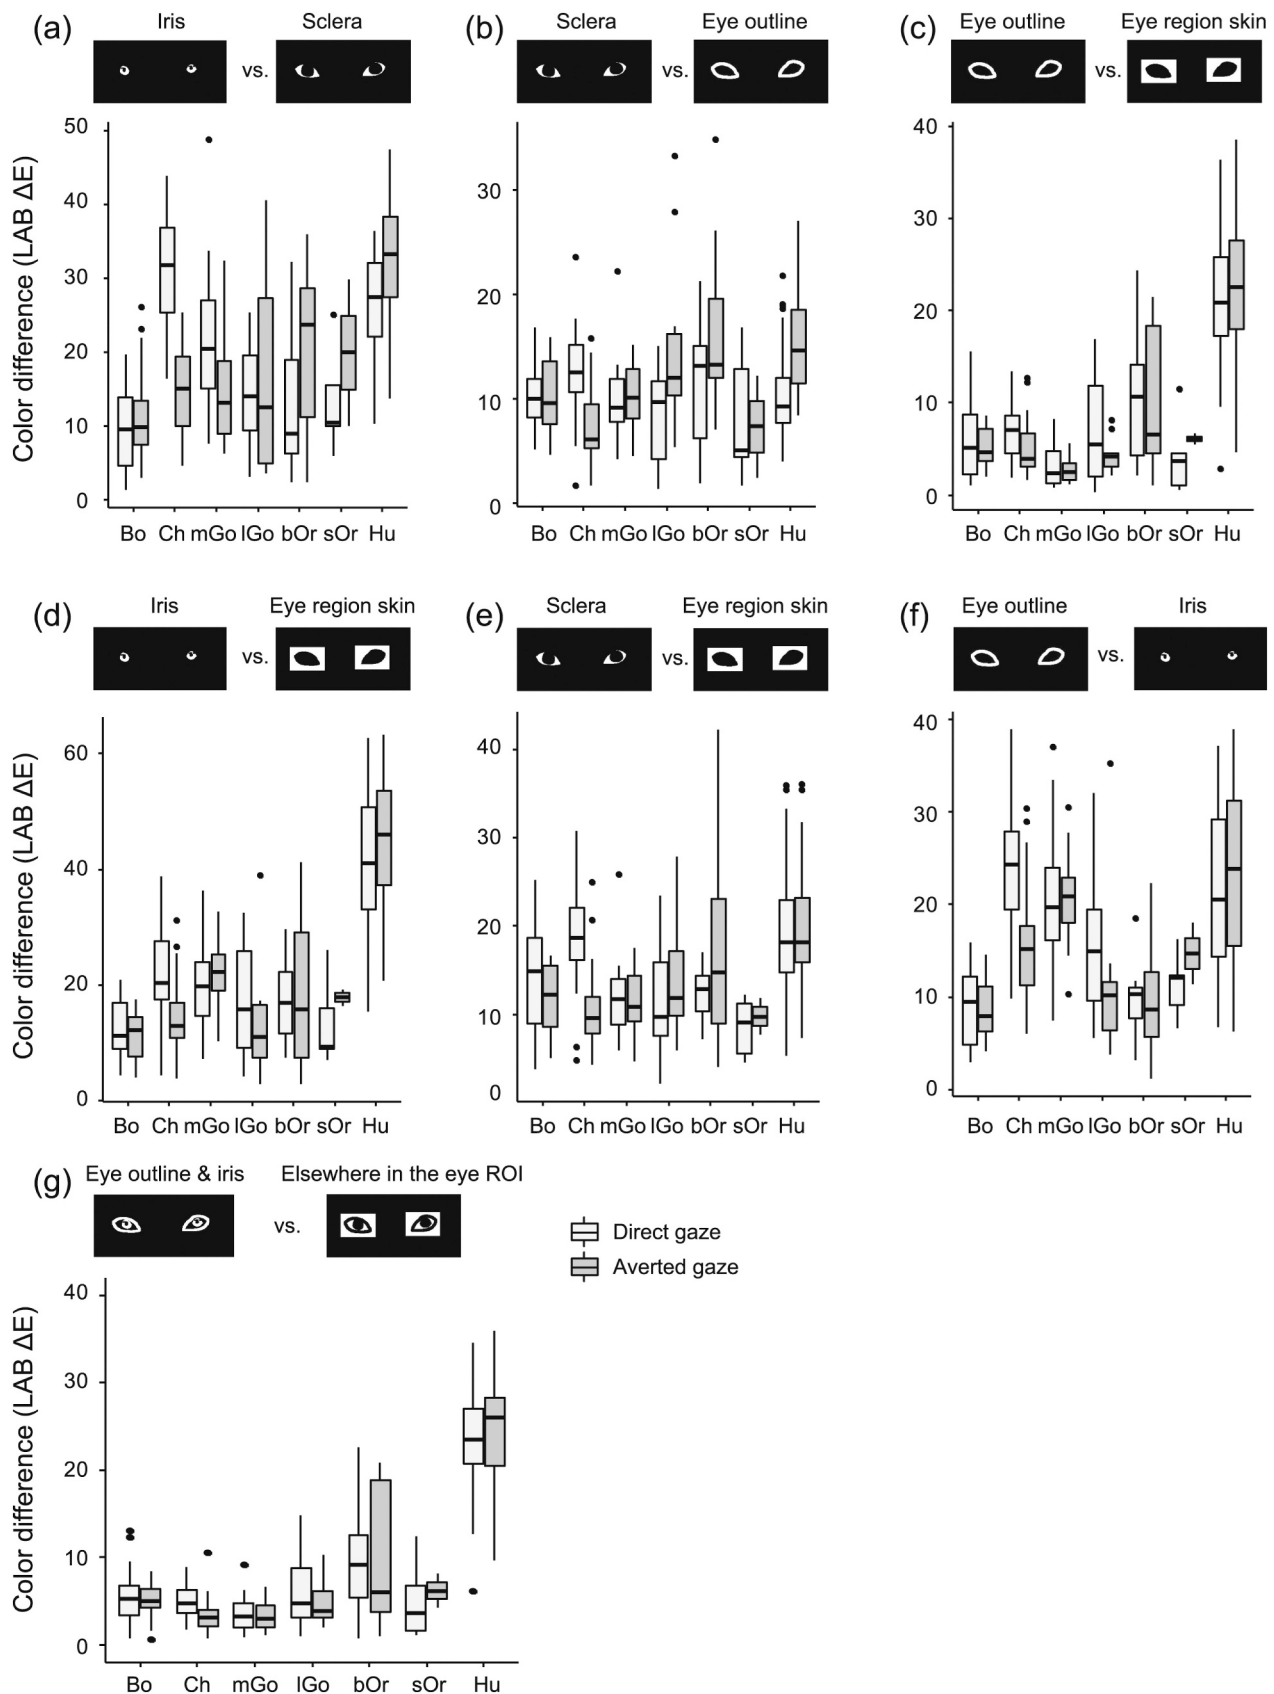 (a) Iris vs. Sclera
(b) Sclera vs. Eye outline
(c) Eye outline vs. Eye region skin
Color difference (LAB ΔE)
50
40
30
20
10
0
Bo Ch mGo lGo bOr sOr Hu
30
20
10
0
Bo Ch mGo lGo bOr sOr Hu
40
30
20
10
0
Bo Ch mGo lGo bOr sOr Hu
(d) Iris vs. Eye region skin
(e) Sclera vs. Eye region skin
(f) Eye outline vs. Iris
Color difference (LAB ΔE)
60
40
20
0
Bo Ch mGo lGo bOr sOr Hu
40
30
20
10
0
Bo Ch mGo lGo bOr sOr Hu
40
30
20
10
0
Bo Ch mGo lGo bOr sOr Hu
(g) Eye outline & iris vs. Elsewhere in the eye ROI
Direct gaze
Averted gaze
Color difference (LAB ΔE)
40
30
20
10
0
Bo Ch mGo lGo bOr sOr Hu